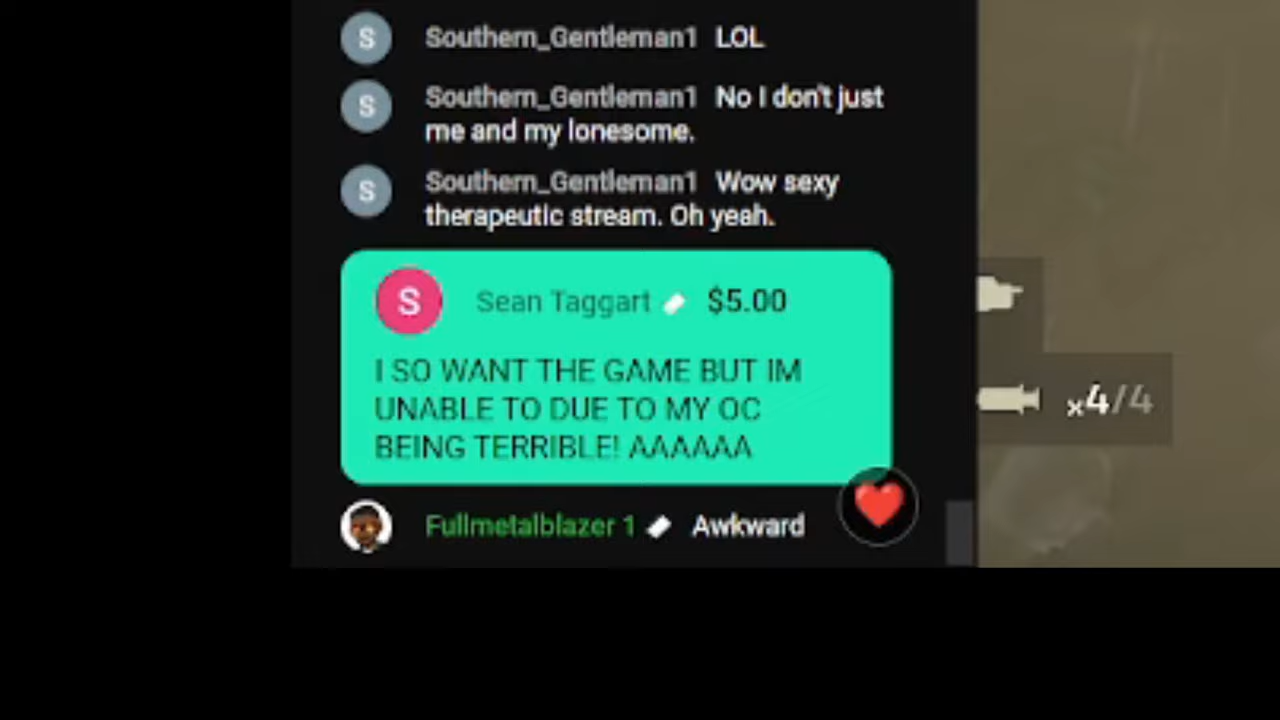 S Southern_Gentleman1 LOL
S Southern_Gentleman1 No I don't just
me and my lonesome.
S Southern_Gentleman1 Wow sexy
therapeutic stream. Oh yeah.
S Sean Taggart $5.00
I SO WANT THE GAME BUT IM
UNABLE TO DUE TO MY OC
BEING TERRIBLE! AAAAAA
x4/4
Fullmetalblazer 1 Awkward